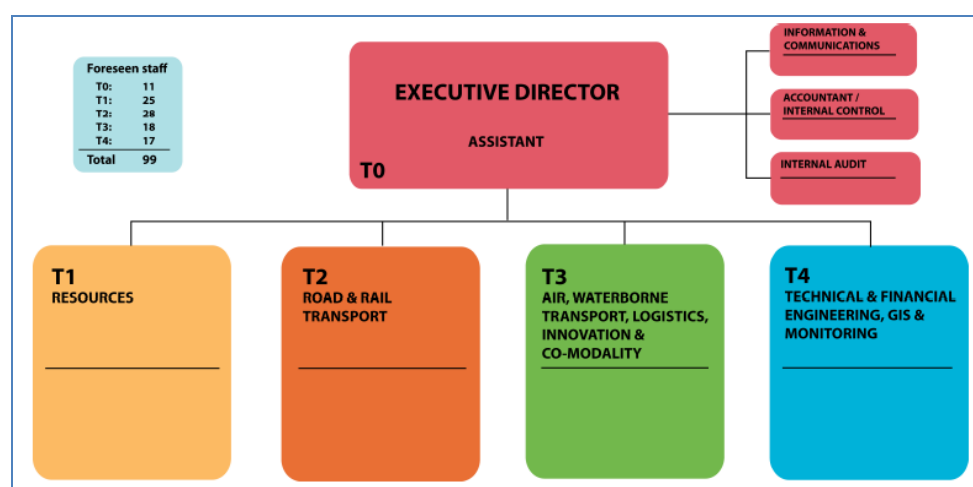 Foreseen staff
T0: 11
T1: 25
T2: 28
T3: 18
T4: 17
Total 99
EXECUTIVE DIRECTOR
ASSISTANT
T0
INFORMATION &
COMMUNICATIONS
ACCOUNTANT /
INTERNAL CONTROL
INTERNAL AUDIT
T1
RESOURCES
T2
ROAD & RAIL
TRANSPORT
T3
AIR, WATERBORNE
TRANSPORT, LOGISTICS,
INNOVATION &
CO-MODALITY
T4
TECHNICAL & FINANCIAL
ENGINEERING, GIS &
MONITORING